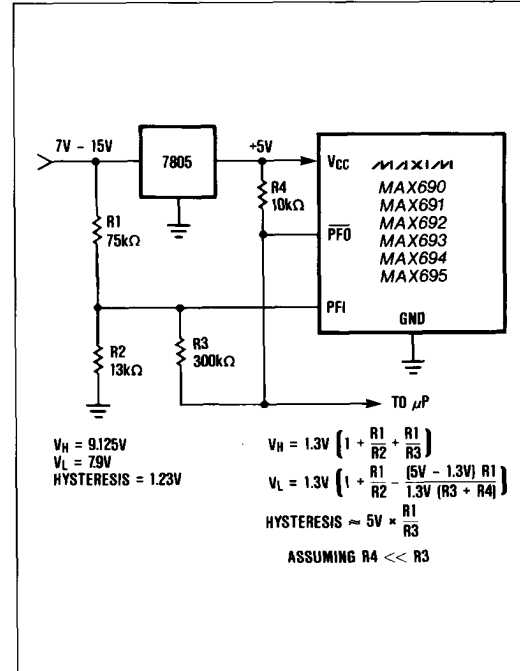 7V – 15V
7805
+5V
R4
10kΩ
R1
75kΩ
R2
13kΩ
R3
300kΩ
VCC
MAXIM
MAX690
MAX691
MAX692
MAX693
MAX694
MAX695
PFO
PFI
GND
TO μP
VH = 9.125V
VL = 7.9V
HYSTERESIS = 1.23V
VH = 1.3V (1 + R1/R2 + R1/R3)
VL = 1.3V (1 + R1/R2 – (5V – 1.3V) R1/1.3V (R3 + R4))
HYSTERESIS ≈ 5V × R1/R3
ASSUMING R4 << R3